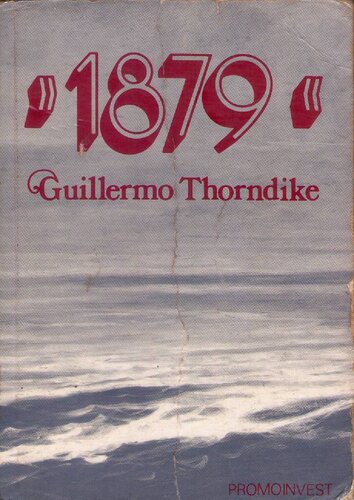 "1879"
Guillermo Thorndike
PROMOINVEST